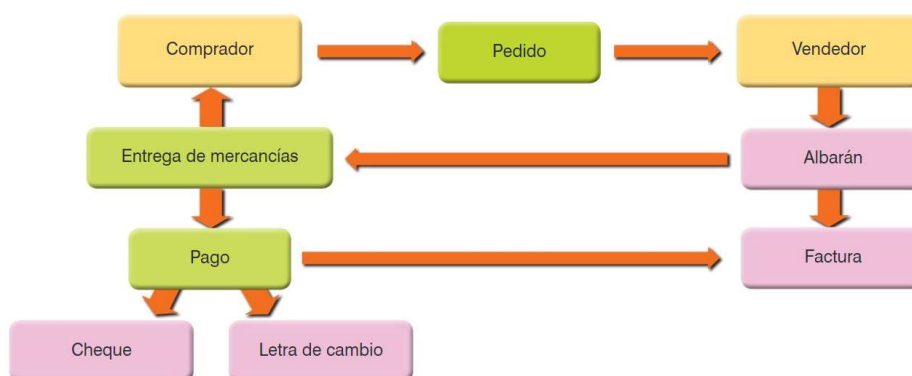 Comprador
Pedido
Vendedor
Entrega de mercancías
Albarán
Pago
Factura
Cheque
Letra de cambio